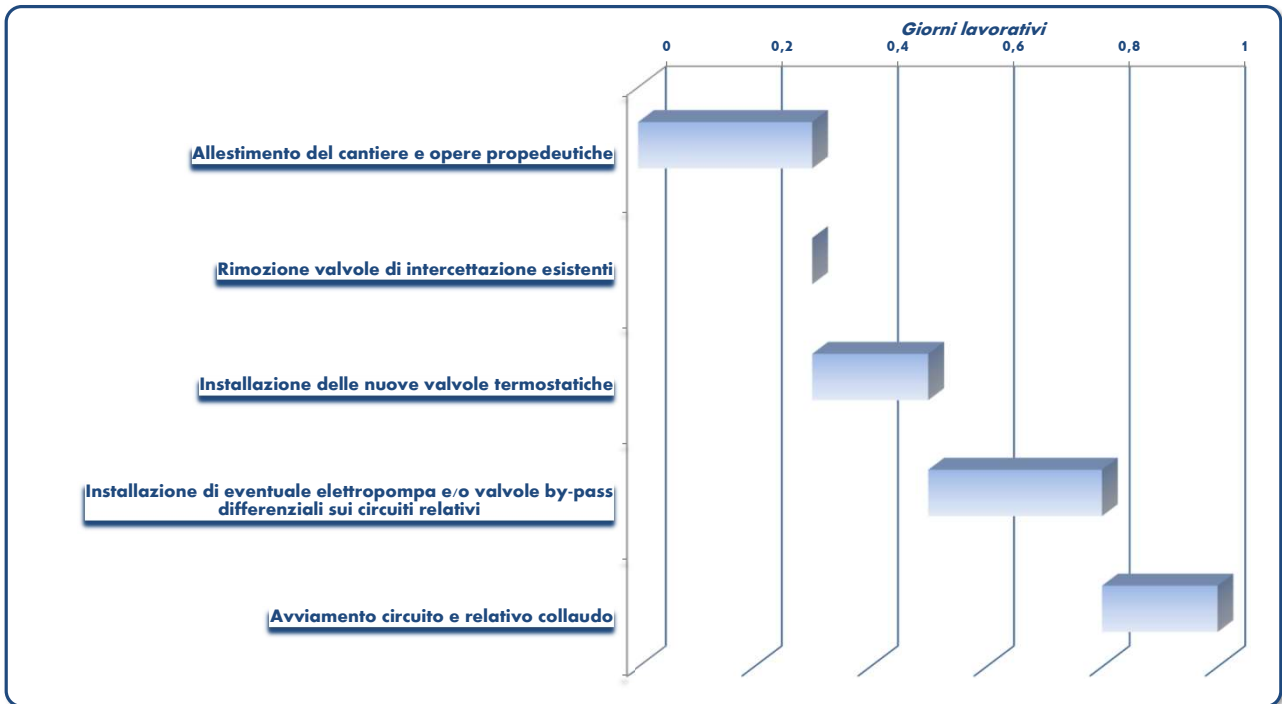 Giorni lavorativi
0 0,2 0,4 0,6 0,8 1
Allestimento del cantiere e opere propedeutiche
Rimozione valvole di intercettazione esistenti
Installazione delle nuove valvole termostatiche
Installazione di eventuale elettropompa e/o valvole by-pass
differenziali sui circuiti relativi
Avviamento circuito e relativo collaudo